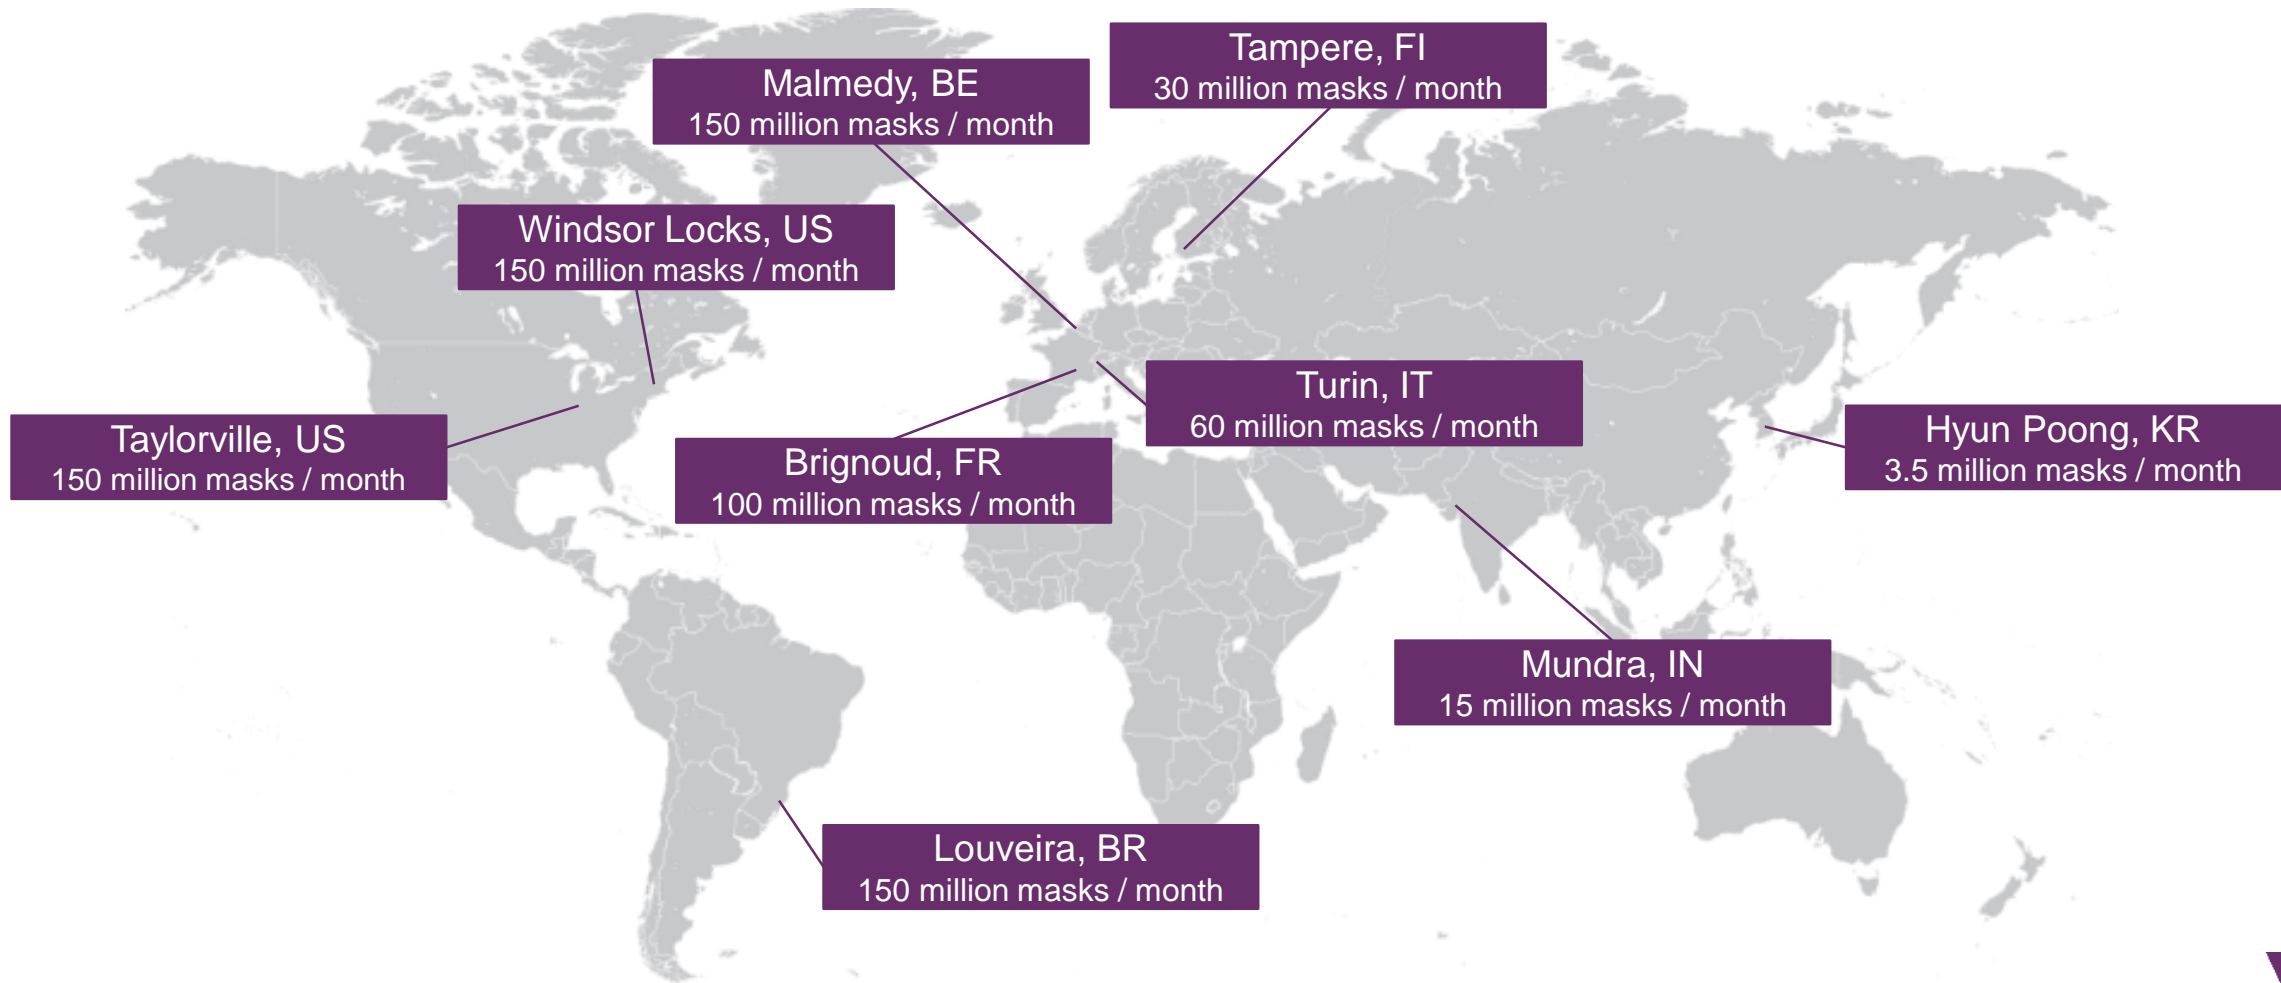 Tampere, FI
30 million masks / month
Malmedy, BE
150 million masks / month
Windsor Locks, US
150 million masks / month
Turin, IT
60 million masks / month
Taylorville, US
150 million masks / month
Hyun Poong, KR
3.5 million masks / month
Brignoud, FR
100 million masks / month
Mundra, IN
15 million masks / month
Louveira, BR
150 million masks / month